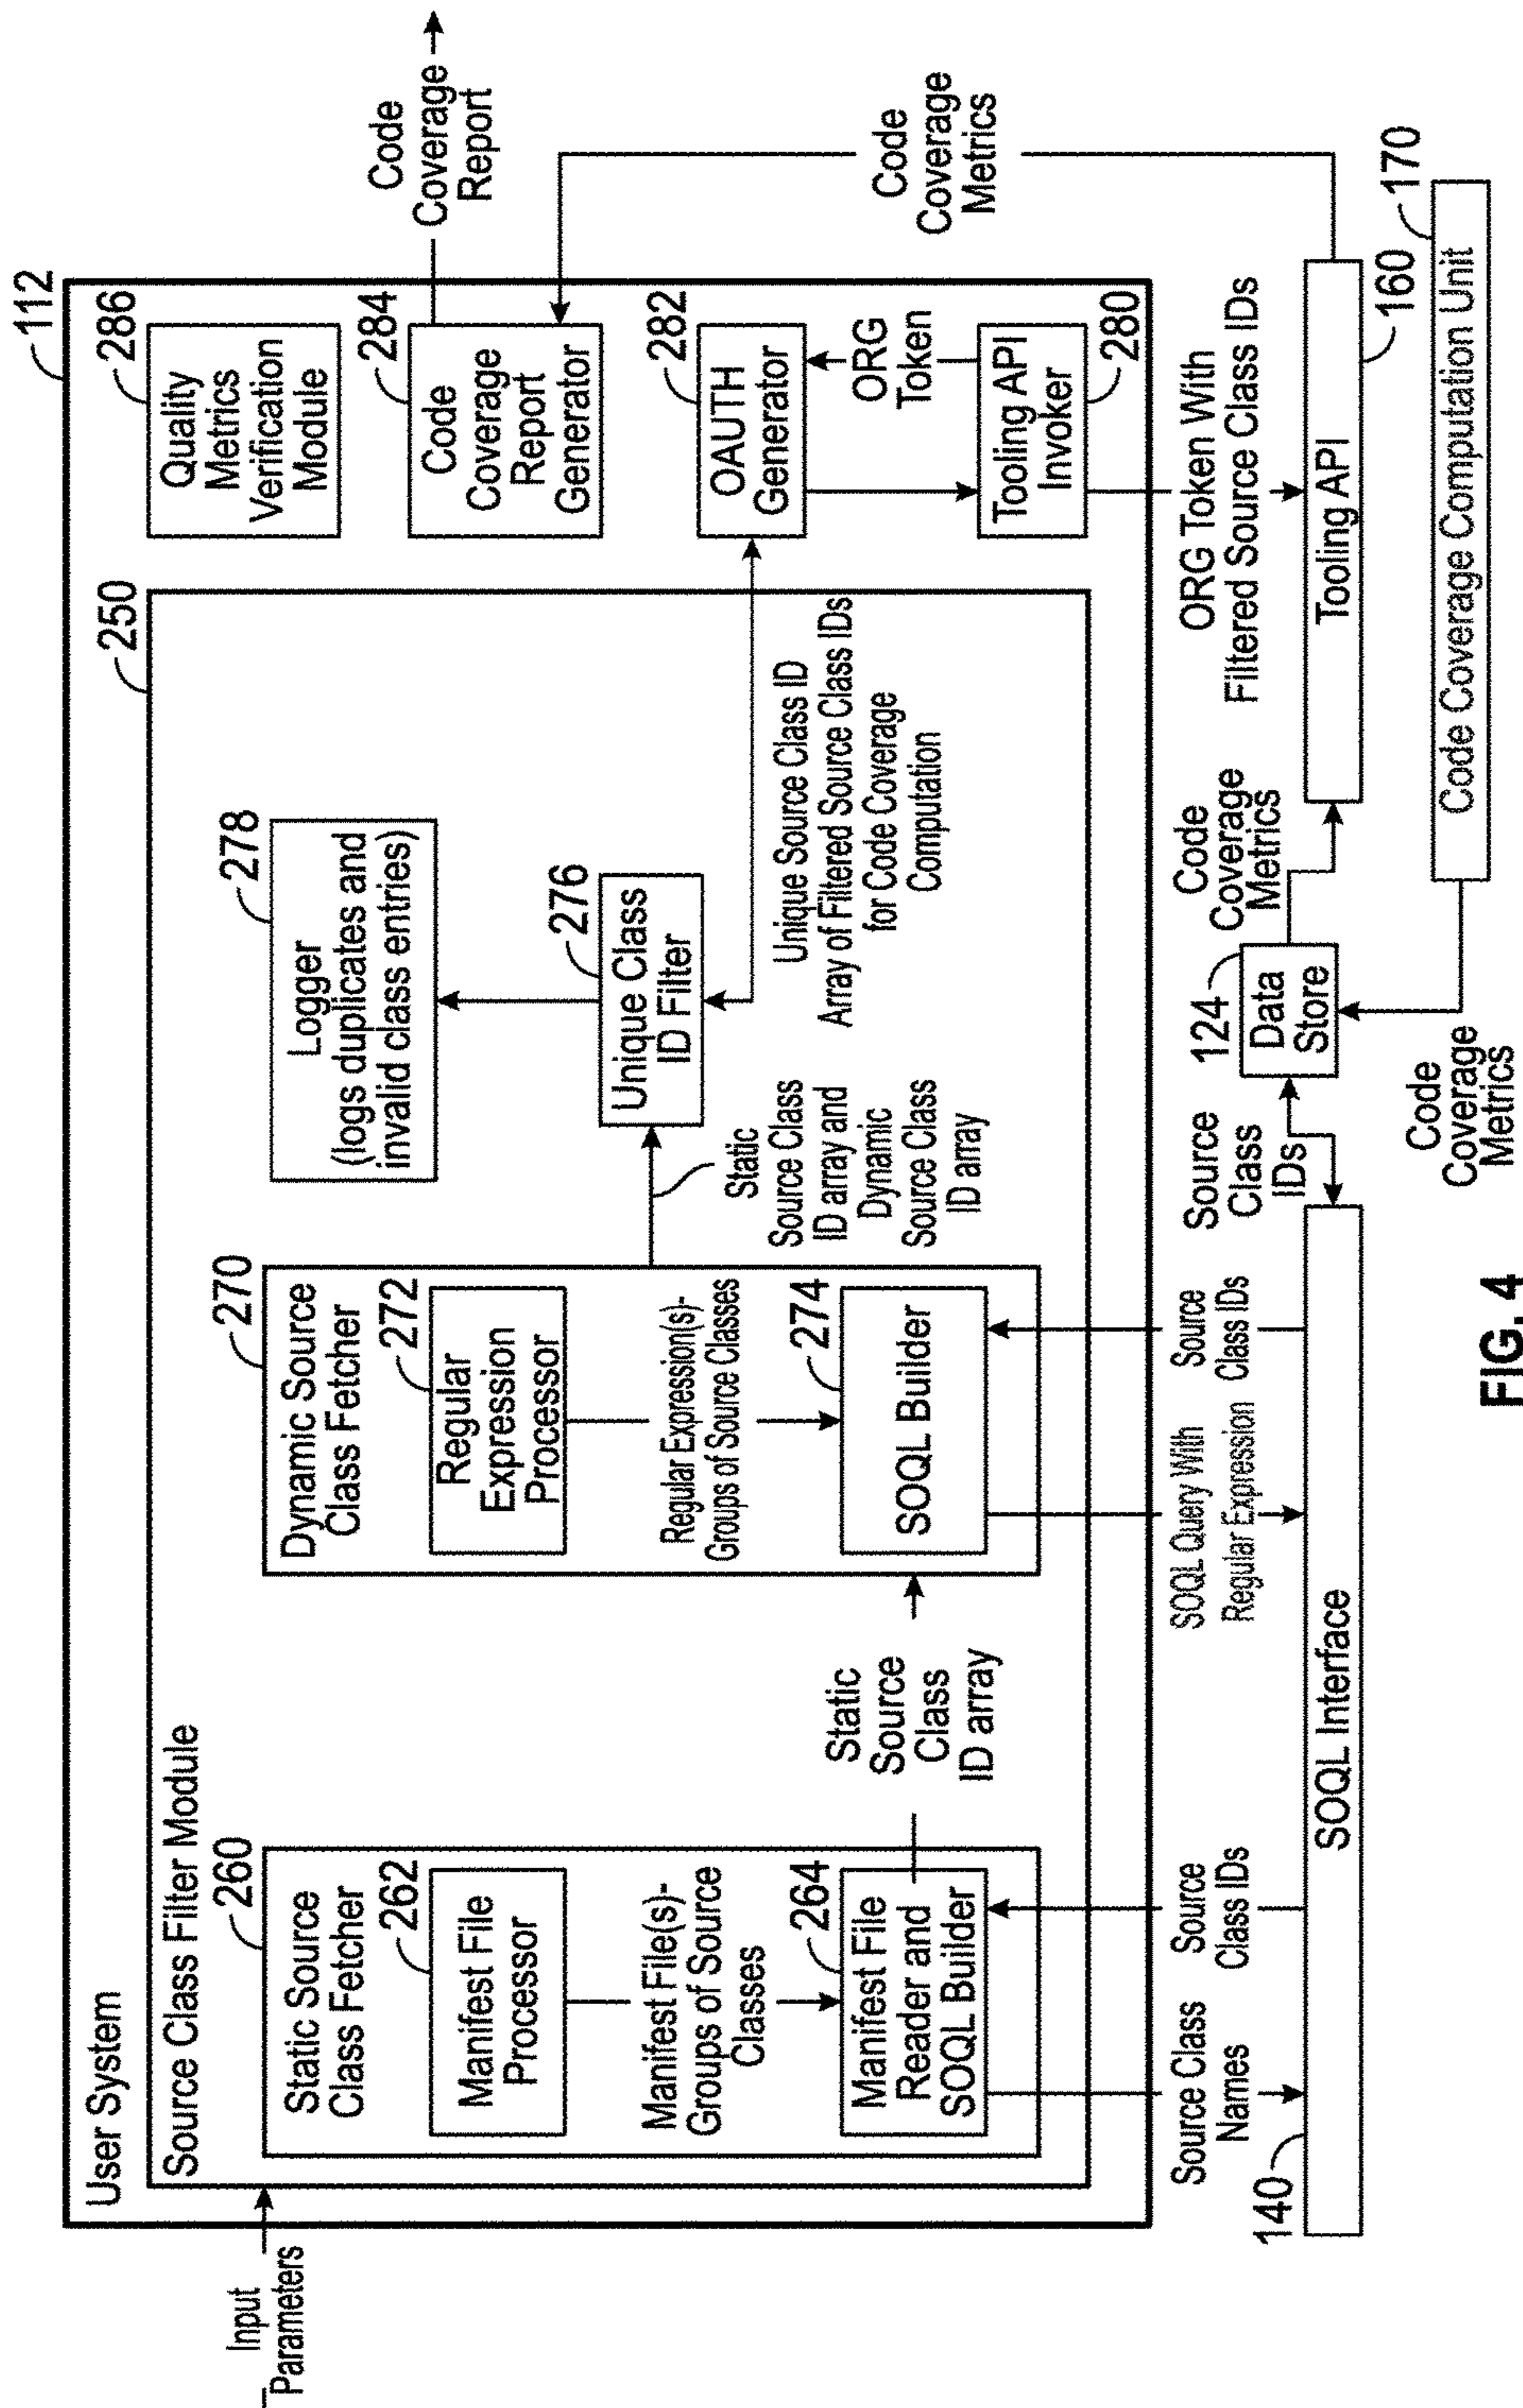 Input
Parameters
User System
112
Source Class Filter Module
250
Static Source
Class Fetcher
260
Manifest File
Processor
262
Manifest File(s)-
Groups of Source
Classes
Manifest File
Reader and
SOQL Builder
264
Static
Source
Class
ID array
Dynamic Source
Class Fetcher
270
Regular
Expression
Processor
272
Regular Expression(s)-
Groups of Source Classes
SOQL Builder
274
Static
Source Class
ID array and
Dynamic
Source Class
ID array
Logger
(logs duplicates and
invalid class entries)
278
Unique Class
ID Filter
276
Unique Source Class ID
Array of Filtered Source Class IDs
for Code Coverage
Computation
Quality
Metrics
Verification
Module
286
Code
Coverage
Report
Generator
284
OAUTH
Generator
282
ORG
Token
Tooling API
Invoker
280
Code
Coverage
Report
Code
Coverage
Metrics
Source Class
Names
Source
Class IDs
SOQL Query With
Regular Expression
Source
Class IDs
SOQL Interface
140
Source
Class
IDs
Data
Store
124
Code
Coverage
Metrics
ORG Token With
Filtered Source Class IDs
Tooling API
160
Code
Coverage
Metrics
Code Coverage Computation Unit
170
FIG. 4